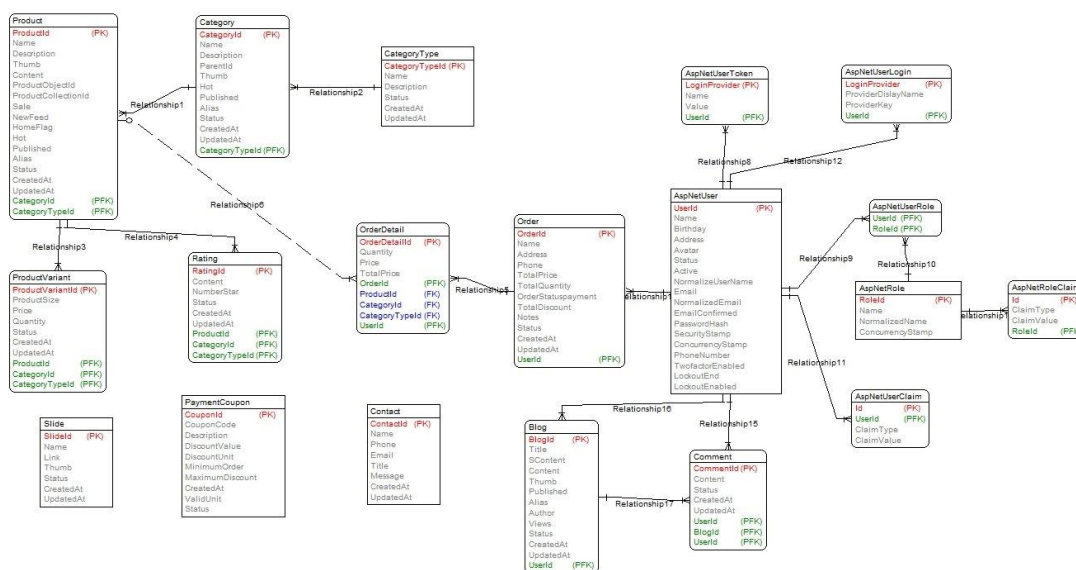 Product
ProductId (PK)
Name
Description
Thumb
Content
ProductObjectId
ProductCollectionId
Sale
NewFeed
HomeFlag
Hot
Published
Alias
Status
CreatedAt
UpdatedAt
CategoryId (PFK)
CategoryTypeId (PFK)
Category
CategoryId (PK)
Name
Description
ParentId
Thumb
Hot
Published
Alias
Status
CreatedAt
UpdatedAt
CategoryTypeId (PFK)
CategoryType
CategoryTypeId (PK)
Name
Description
Status
CreatedAt
UpdatedAt
Relationship1
Relationship2
AspNetUserToken
LoginProvider (PK)
Name
Value
UserId (PFK)
AspNetUserLogin
LoginProvider (PK)
ProviderDislayName
ProviderKey
UserId (PFK)
Relationship8
Relationship12
Relationship6
Relationship3
Relationship4
ProductVariant
ProductVariantId (PK)
ProductSize
Price
Quantity
Status
CreatedAt
UpdatedAt
ProductId (PFK)
CategoryId (PFK)
CategoryTypeId (PFK)
Rating
RatingId (PK)
Content
NumberStar
Status
CreatedAt
UpdatedAt
ProductId (PFK)
CategoryId (PFK)
CategoryTypeId (PFK)
OrderDetail
OrderDetailId (PK)
Quantity
Price
TotalPrice
OrderId (PFK)
ProductId (FK)
CategoryId (FK)
CategoryTypeId (FK)
UserId (PFK)
Relationship5
Order
OrderId (PK)
Name
Address
Phone
TotalPrice
TotalQuantity
OrderStatuspayment
TotalDiscount
Notes
Status
CreatedAt
UpdatedAt
UserId (PFK)
AspNetUser
UserId (PK)
Name
Birthday
Address
Avatar
Status
Active
NormalizeUserName
Email
NormalizedEmail
EmailConfirmed
PasswordHash
SecurityStamp
ConcurrencyStamp
PhoneNumber
TwofactorEnabled
LockoutEnd
LockoutEnabled
AspNetUserRole
UserId (PFK)
RoleId (PFK)
Relationship9
Relationship10
AspNetRole
RoleId (PK)
Name
NormalizedName
ConcurrencyStamp
AspNetRoleClaim
Id (PK)
ClaimType
ClaimValue
RoleId (PFK)
Relationship11
AspNetUserClaim
Id (PK)
UserId (PFK)
ClaimType
ClaimValue
Slide
SlideId (PK)
Name
Link
Thumb
Status
CreatedAt
UpdatedAt
PaymentCoupon
CouponId (PK)
CouponCode
Description
DiscountValue
DiscountUnit
MinimumOrder
MaximumDiscount
CreatedAt
ValidUnit
Status
Contact
ContactId (PK)
Name
Phone
Email
Title
Message
CreatedAt
UpdatedAt
Relationship16
Relationship15
Blog
BlogId (PK)
Title
SContent
Content
Thumb
Published
Alias
Author
Views
Status
CreatedAt
UpdatedAt
UserId (PFK)
Relationship17
Comment
CommentId (PK)
Content
Status
CreatedAt
UpdatedAt
UserId (PFK)
BlogId (PFK)
UserId (PFK)